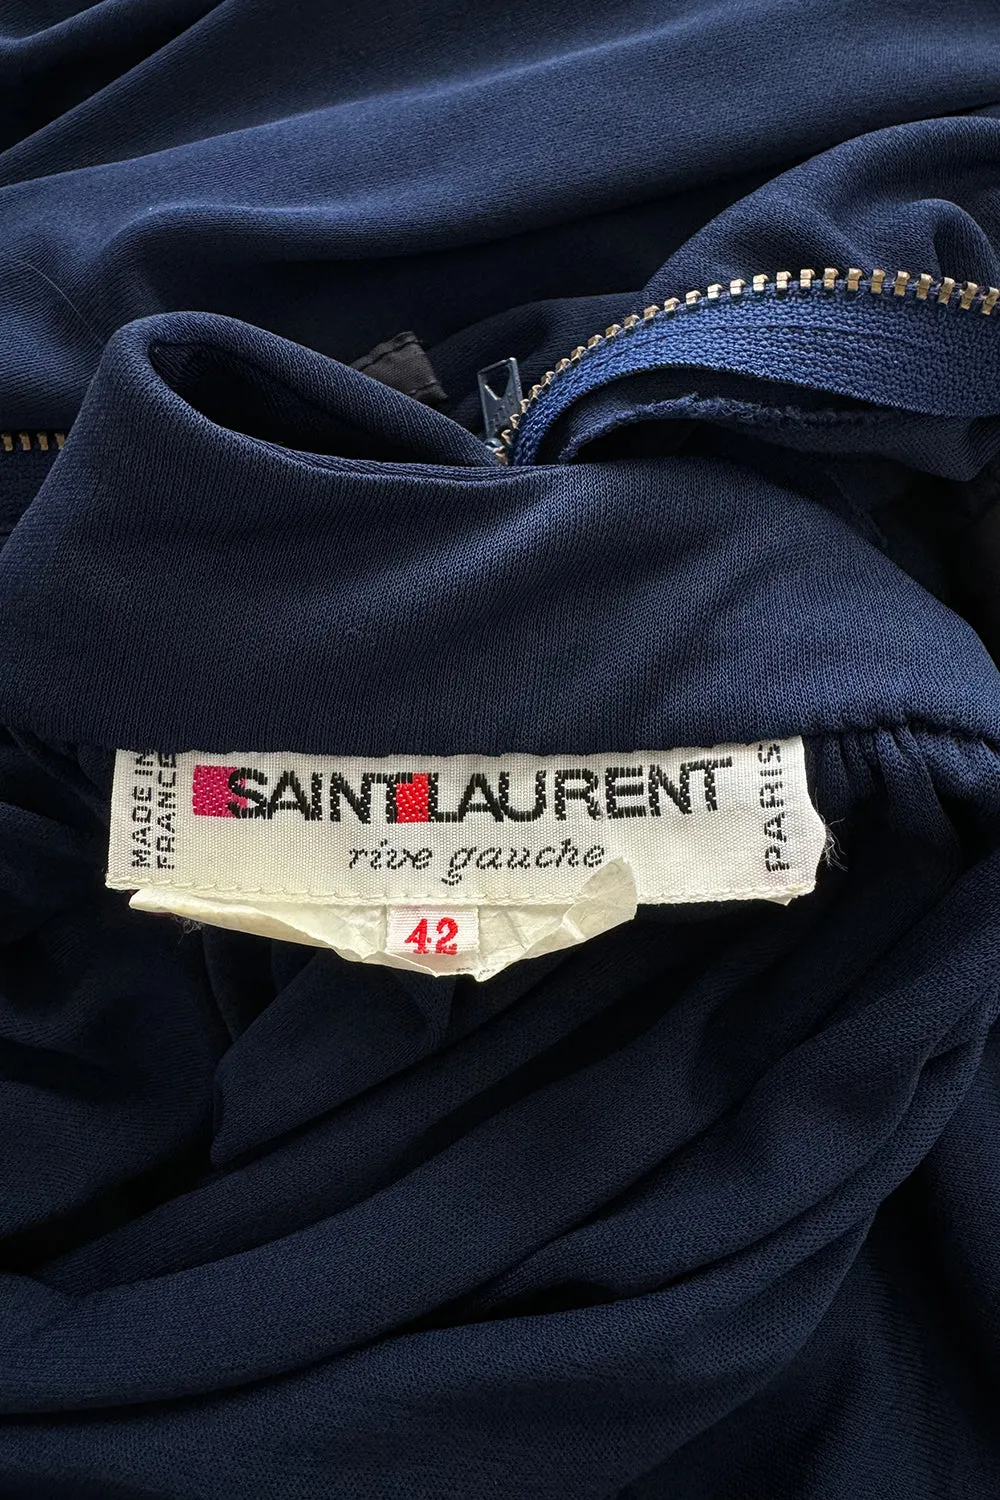 MADE IN
FRANCE
SAINT LAURENT
rive gauche
PARIS
42